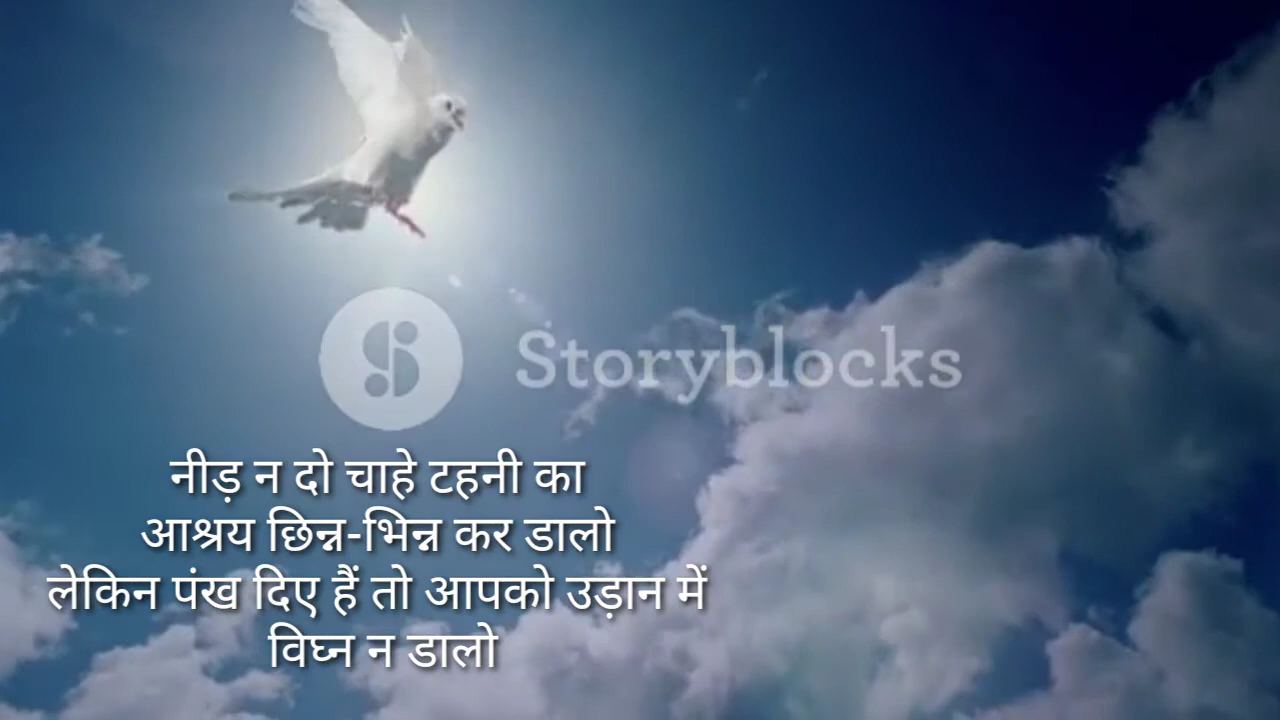 Storyblocks
नीड़ न दो चाहे टहनी का
आश्रय छिन्न-भिन्न कर डालो
लेकिन पंख दिए हैं तो आपको उड़ान में
विघ्न न डालो